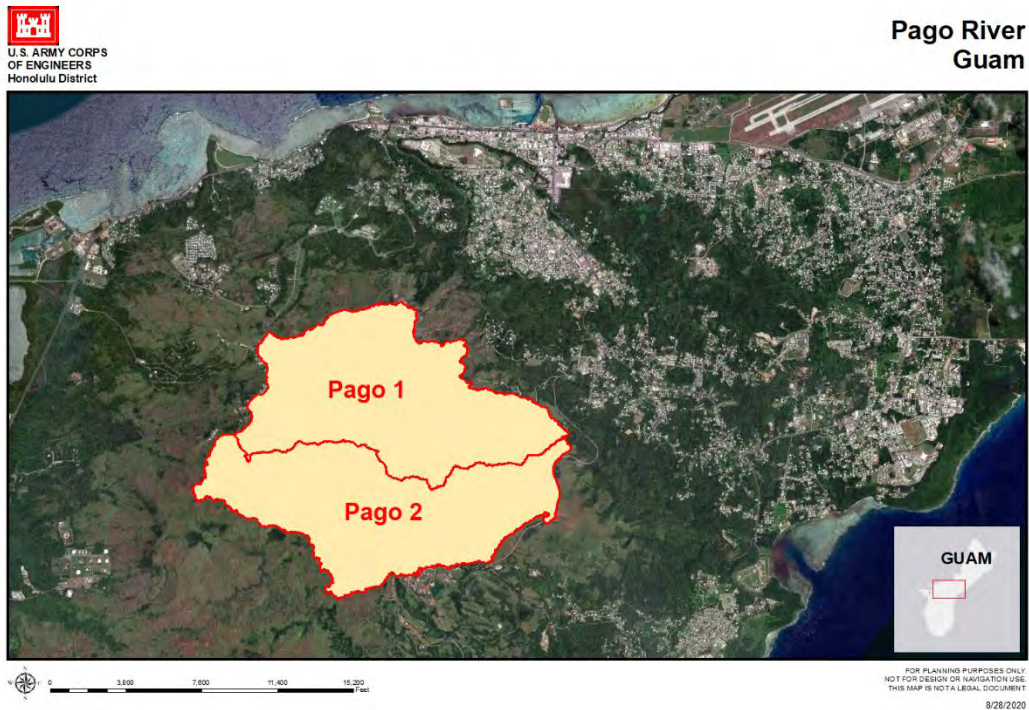 U.S. ARMY CORPS
OF ENGINEERS
Honolulu District
Pago River
Guam
Pago 1
Pago 2
GUAM
N
W
S
0 3,800 7,600 11,400 15,200
Feet
FOR PLANNING PURPOSES ONLY.
NOT FOR DESIGN OR NAVIGATION USE.
THIS MAP IS NOT A LEGAL DOCUMENT.
8/28/2020